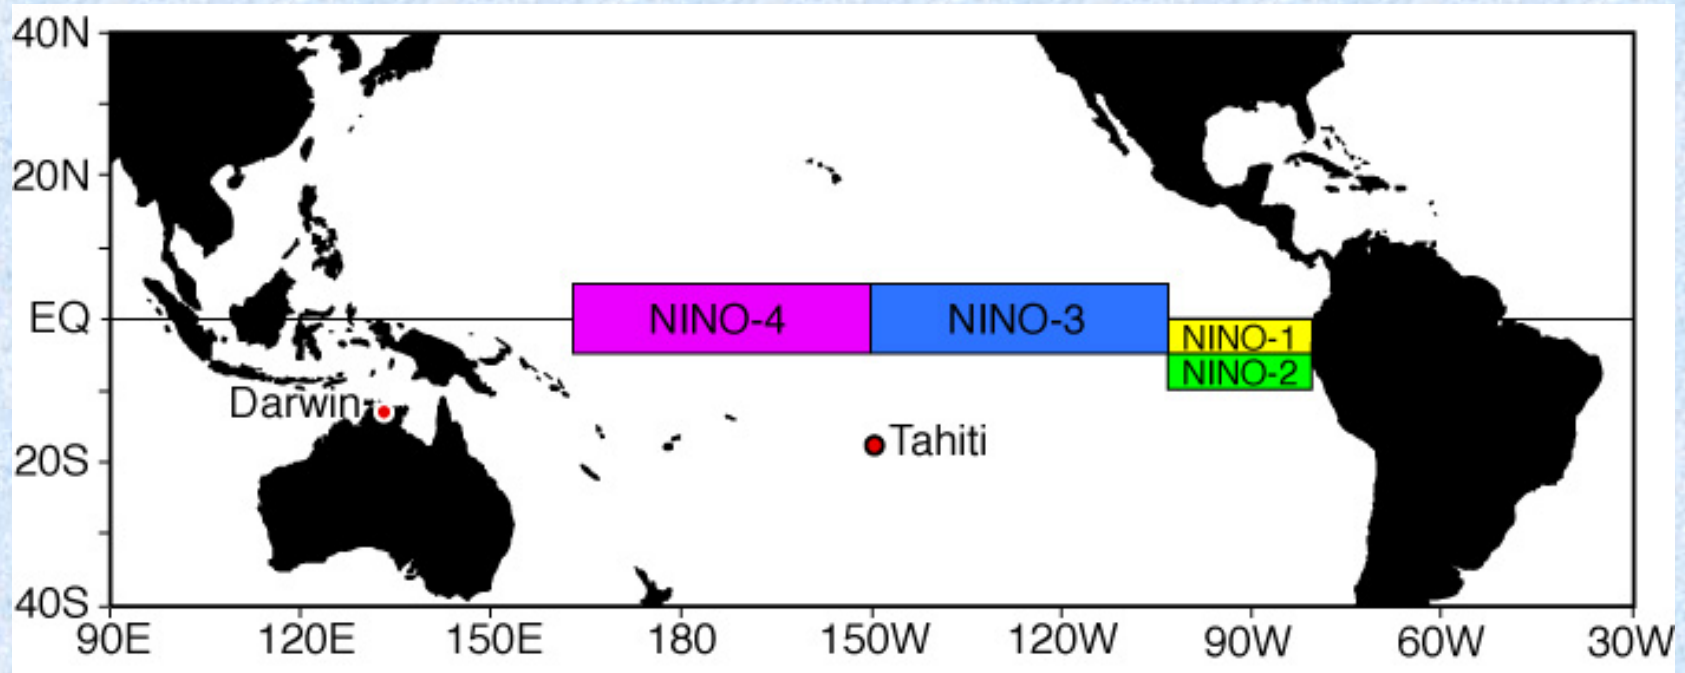 40N
20N
EQ
20S
40S
NINO-4
NINO-3
NINO-1
NINO-2
Darwin
Tahiti
90E 120E 150E 180 150W 120W 90W 60W 30W